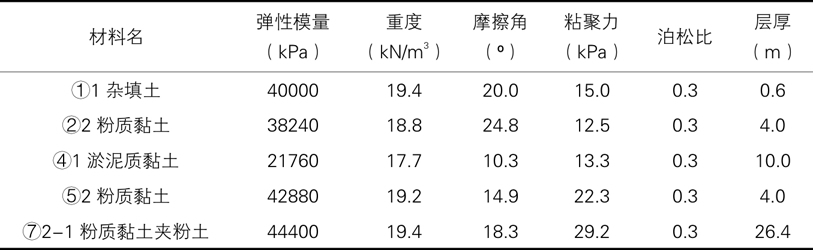 材料名 弹性模量（kPa） 重度（kN/m³） 摩擦角（º） 粘聚力（kPa） 泊松比 层厚（m）
①1 杂填土 40000 19.4 20.0 15.0 0.3 0.6
②2 粉质黏土 38240 18.8 24.8 12.5 0.3 4.0
④1 淤泥质黏土 21760 17.7 10.3 13.3 0.3 10.0
⑤2 粉质黏土 42880 19.2 14.9 22.3 0.3 4.0
⑦2-1 粉质黏土夹粉土 44400 19.4 18.3 29.2 0.3 26.4